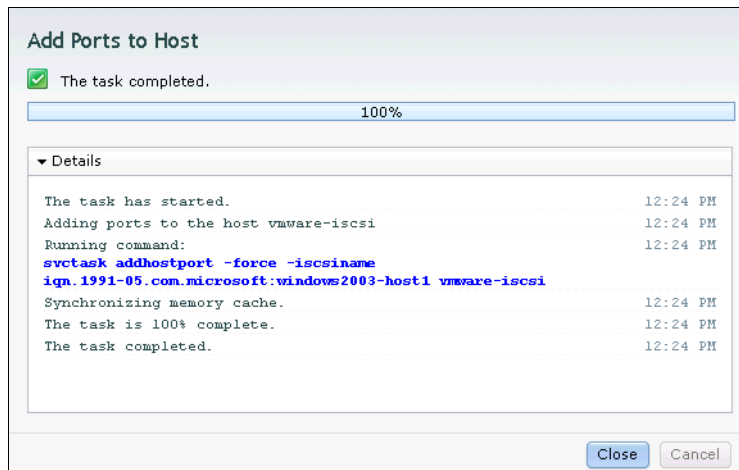 Add Ports to Host
The task completed.
100%
Details
The task has started. 12:24 PM
Adding ports to the host vmware-iscsi 12:24 PM
Running command: 12:24 PM
svctask addhostport -force -iscsiname
iqn.1991-05.com.microsoft:windows2003-host1 vmware-iscsi
Synchronizing memory cache. 12:24 PM
The task is 100% complete. 12:24 PM
The task completed. 12:24 PM
Close Cancel